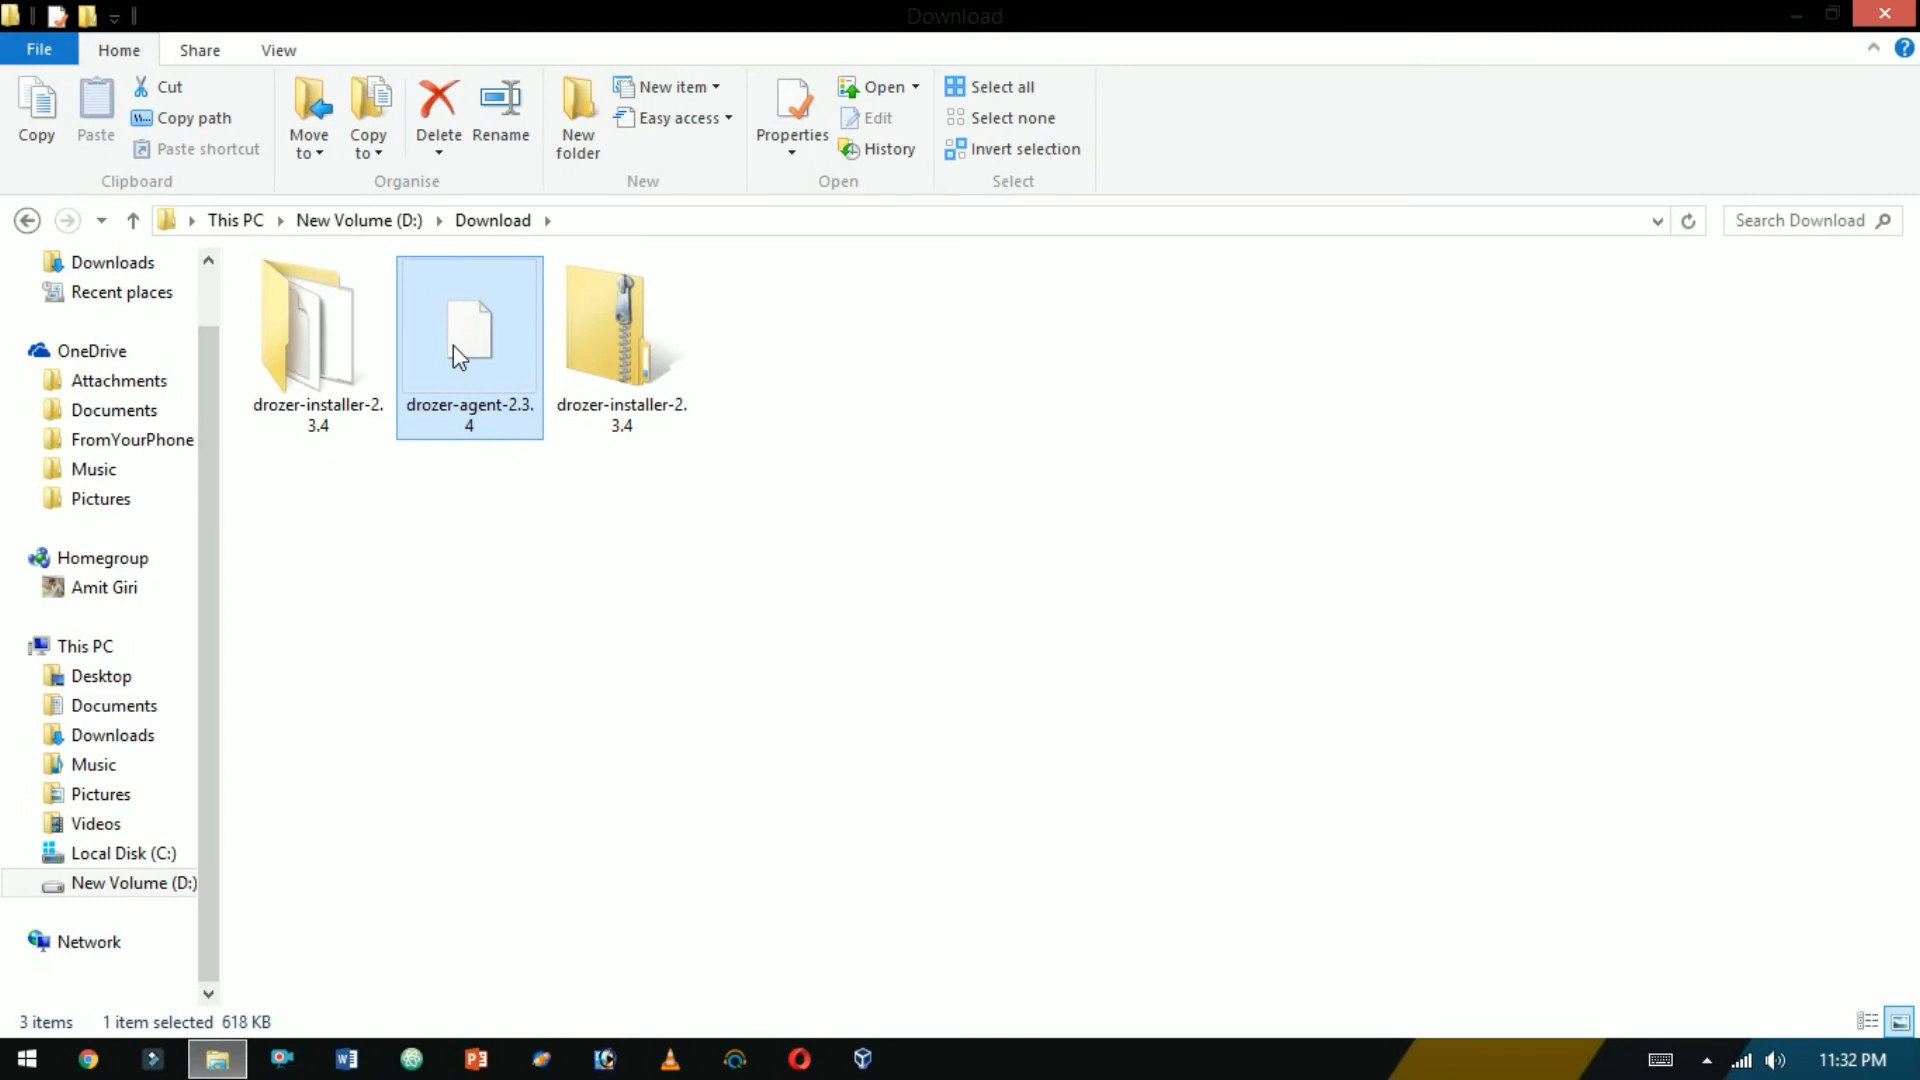 Download
File
Home
Share
View
Copy
Paste
Cut
Copy path
Paste shortcut
Clipboard
Move
to
Copy
to
Delete
Rename
Organise
New
folder
New item
Easy access
New
Properties
Open
Edit
History
Open
Select all
Select none
Invert selection
Select
This PC
New Volume (D:)
Download
Search Download
Downloads
Recent places
OneDrive
Attachments
Documents
FromYourPhone
Music
Pictures
Homegroup
Amit Giri
This PC
Desktop
Documents
Downloads
Music
Pictures
Videos
Local Disk (C:)
New Volume (D:)
Network
drozer-installer-2.
3.4
drozer-agent-2.3.
4
drozer-installer-2.
3.4
3 items
1 item selected 618 KB
11:32 PM